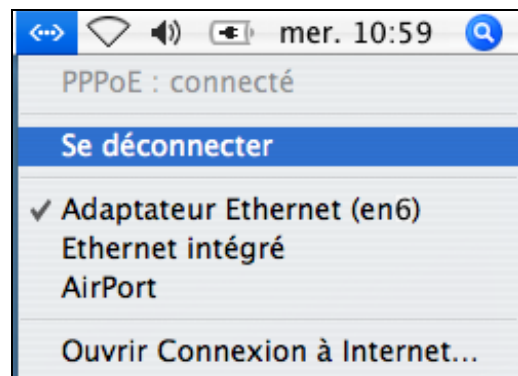 mer. 10:59
PPPoE : connecté
Se déconnecter
✓ Adaptateur Ethernet (en6)
Ethernet intégré
AirPort
Ouvrir Connexion à Internet...